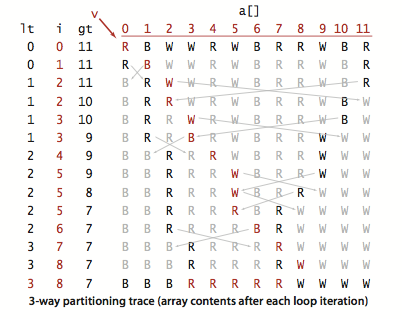 v a[]
lt i gt 0 1 2 3 4 5 6 7 8 9 10 11
0 0 11 R B W W R W B R R W B R
0 1 11 R B W W R W B R R W B R
1 2 11 B R W W R W B R R W B R
1 2 10 B R R W R W B R R W B W
1 3 10 B R R W R W B R R W B W
1 3 9 B R R B R W B R R W W W
2 4 9 B B R R R W B R R W W W
2 5 9 B B R R R W B R R W W W
2 5 8 B B R R R W B R R W W W
2 5 7 B B R R R R B R W W W W
2 6 7 B B R R R R B R W W W W
3 7 7 B B B R R R R R W W W W
3 8 7 B B B R R R R R W W W W
3 8 7 B B B R R R R R W W W W
3-way partitioning trace (array contents after each loop iteration)